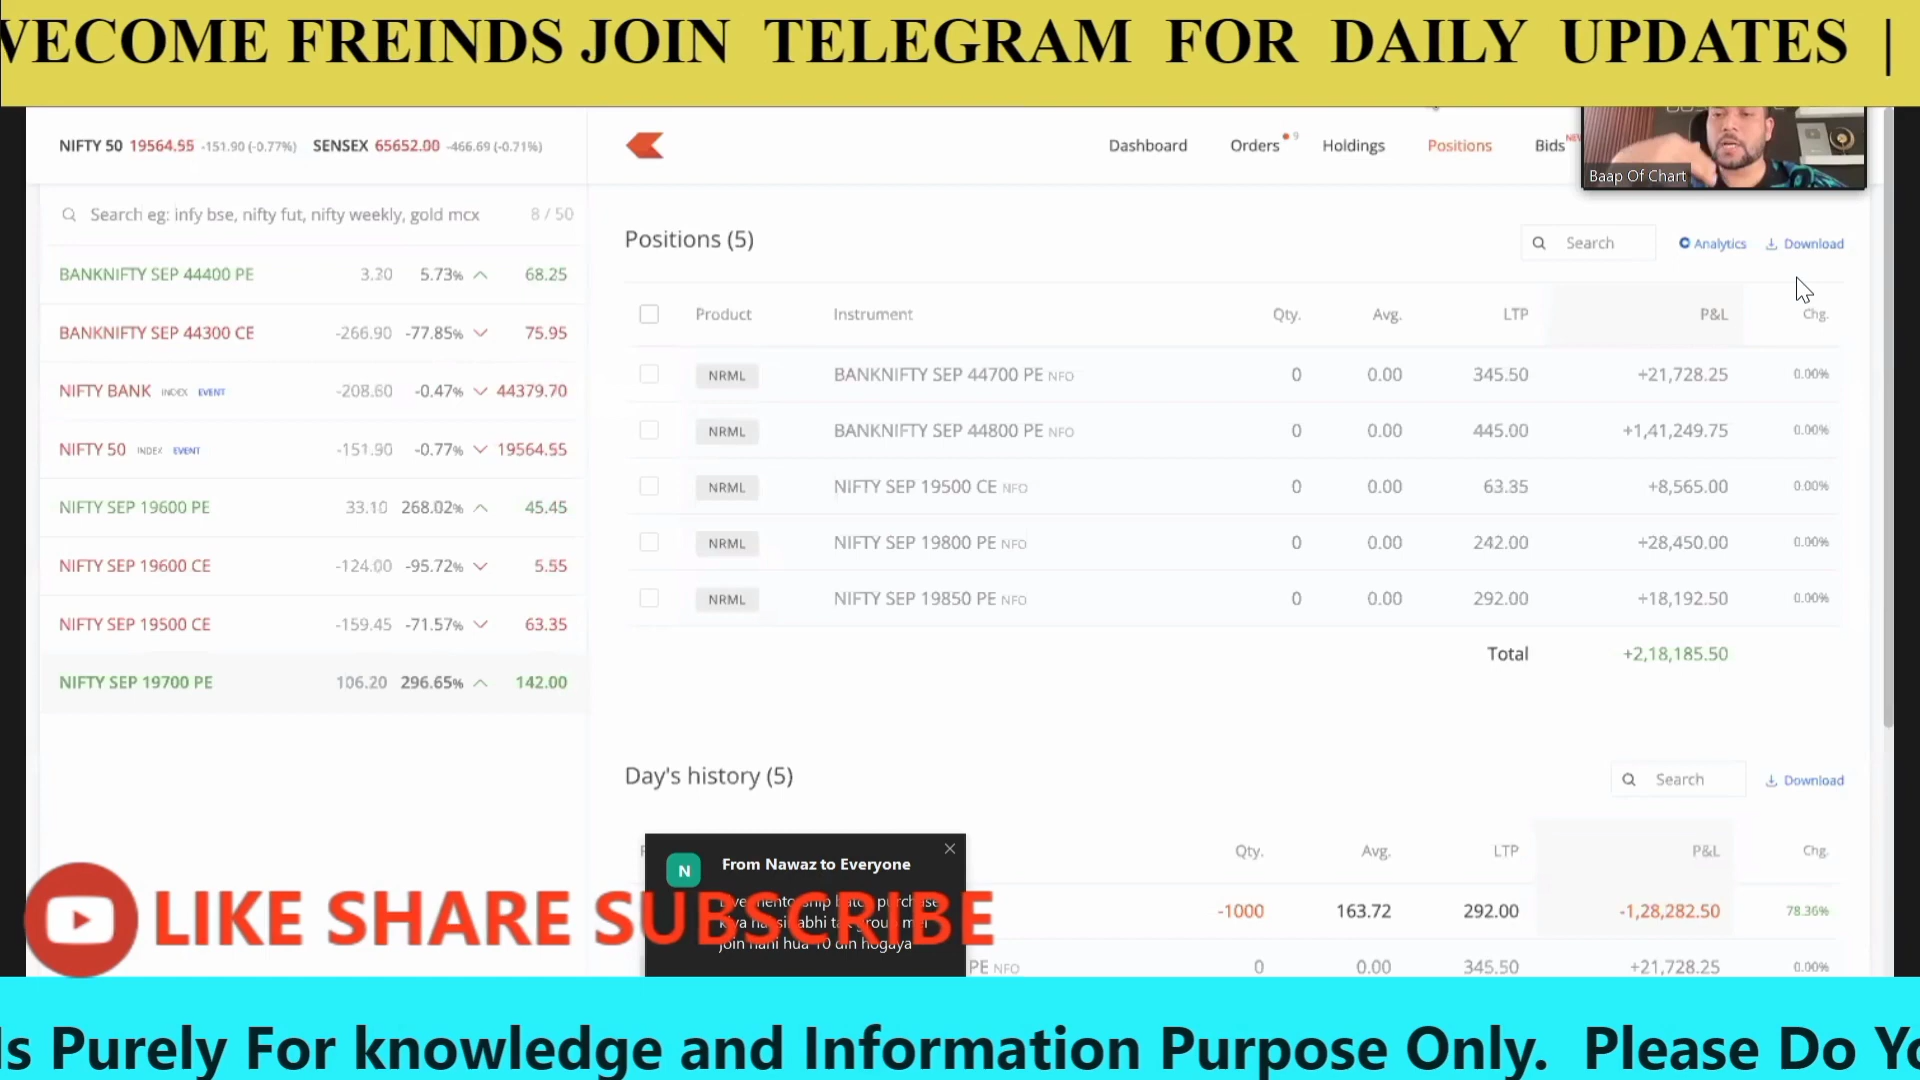 WECOME FREINDS JOIN TELEGRAM FOR DAILY UPDATES |
NIFTY 50 19564.55 -151.90 (-0.77%) SENSEX 65652.00 -466.69 (-0.71%)
Dashboard Orders 9 Holdings Positions Bids NEW
Baap Of Chart
Search eg: infy bse, nifty fut, nifty weekly, gold mcx 8 / 50
BANKNIFTY SEP 44400 PE 3.70 5.73% 68.25
BANKNIFTY SEP 44300 CE -266.90 -77.85% 75.95
NIFTY BANK INDEX EVENT -208.60 -0.47% 44379.70
NIFTY 50 INDEX EVENT -151.90 -0.77% 19564.55
NIFTY SEP 19600 PE 33.10 268.02% 45.45
NIFTY SEP 19600 CE -124.00 -95.72% 5.55
NIFTY SEP 19500 CE -159.45 -71.57% 63.35
NIFTY SEP 19700 PE 106.20 296.65% 142.00
Positions (5) Search Analytics Download
Product Instrument Qty. Avg. LTP P&L Chg.
NRML BANKNIFTY SEP 44700 PE NFO 0 0.00 345.50 +21,728.25 0.00%
NRML BANKNIFTY SEP 44800 PE NFO 0 0.00 445.00 +1,41,249.75 0.00%
NRML NIFTY SEP 19500 CE NFO 0 0.00 63.35 +8,565.00 0.00%
NRML NIFTY SEP 19800 PE NFO 0 0.00 242.00 +28,450.00 0.00%
NRML NIFTY SEP 19850 PE NFO 0 0.00 292.00 +18,192.50 0.00%
Total +2,18,185.50
Day's history (5) Search Download
Qty. Avg. LTP P&L Chg.
-1000 163.72 292.00 -1,28,282.50 78.36%
PE NFO 0 0.00 345.50 +21,728.25 0.00%
N From Nawaz to Everyone
purchase
abhi
join nahi hua 10 din hogaya
LIKE SHARE SUBSCRIBE
Is Purely For knowledge and Information Purpose Only. Please Do